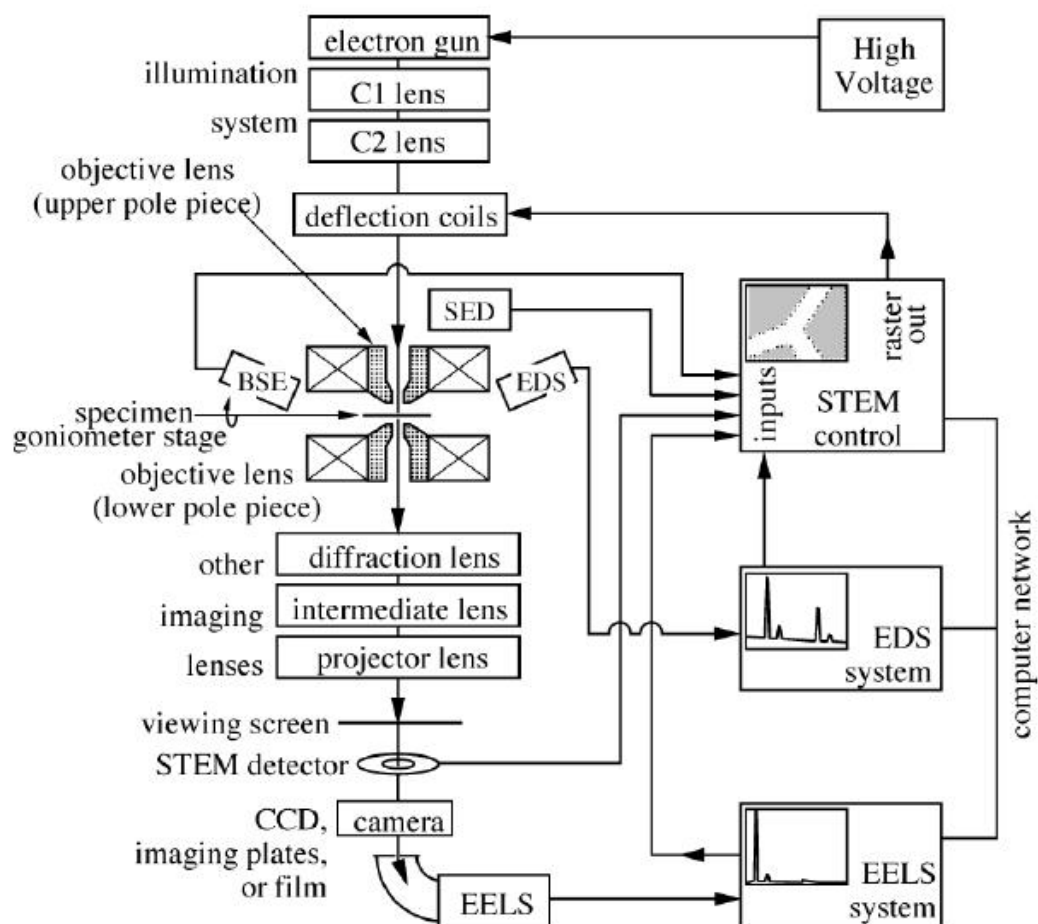 electron gun
High
Voltage
illumination
C1 lens
system
C2 lens
objective lens
(upper pole piece)
deflection coils
SED
raster
out
BSE
EDS
inputs
STEM
control
specimen
goniometer stage
objective lens
(lower pole piece)
other
diffraction lens
imaging
intermediate lens
lenses
projector lens
EDS
system
computer network
viewing screen
STEM detector
CCD,
camera
imaging plates,
or film
EELS
EELS
system